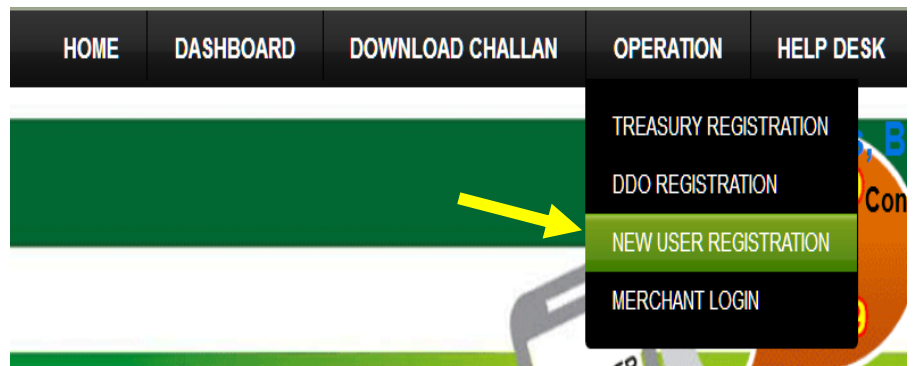 HOME DASHBOARD DOWNLOAD CHALLAN OPERATION HELP DESK
TREASURY REGISTRATION
DDO REGISTRATION
NEW USER REGISTRATION
MERCHANT LOGIN